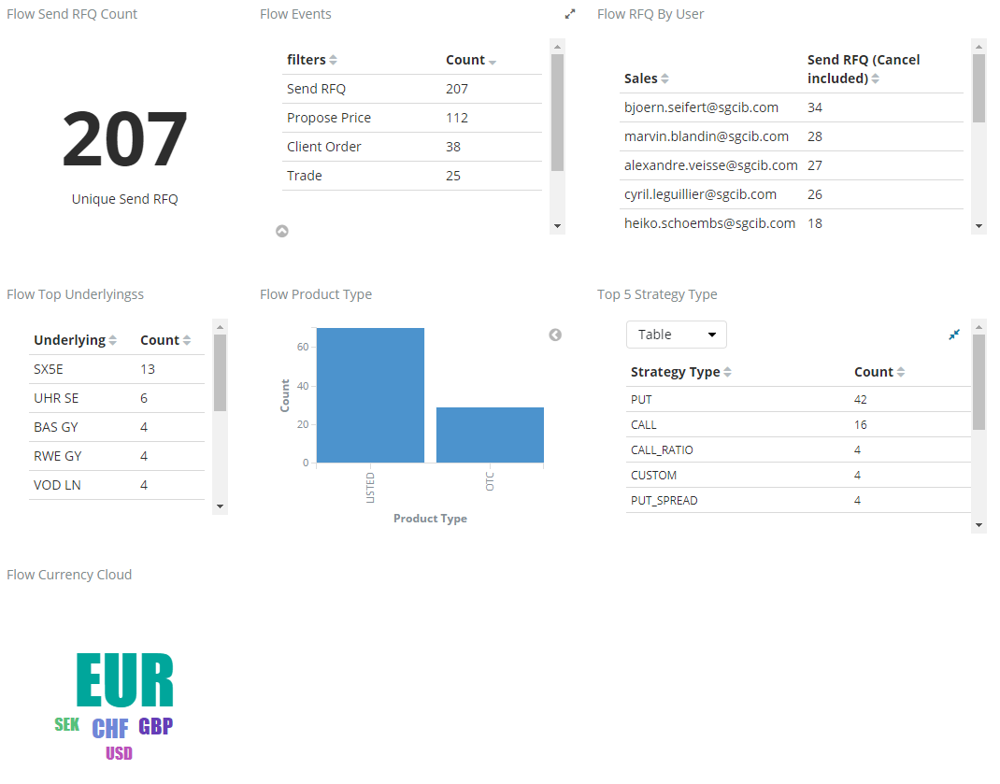 Flow Send RFQ Count
207
Unique Send RFQ
Flow Events
filters Count
Send RFQ 207
Propose Price 112
Client Order 38
Trade 25
Flow RFQ By User
Sales Send RFQ (Cancel included)
bjoern.seifert@sgcib.com 34
marvin.blandin@sgcib.com 28
alexandre.veisse@sgcib.com 27
cyril.leguillier@sgcib.com 26
heiko.schoembs@sgcib.com 18
Flow Top Underlyingss
Underlying Count
SX5E 13
UHR SE 6
BAS GY 4
RWE GY 4
VOD LN 4
Flow Product Type
Count
60
40
20
0
LISTED
OTC
Product Type
Top 5 Strategy Type
Table
Strategy Type Count
PUT 42
CALL 16
CALL_RATIO 4
CUSTOM 4
PUT_SPREAD 4
Flow Currency Cloud
EUR
SEK CHF GBP
USD